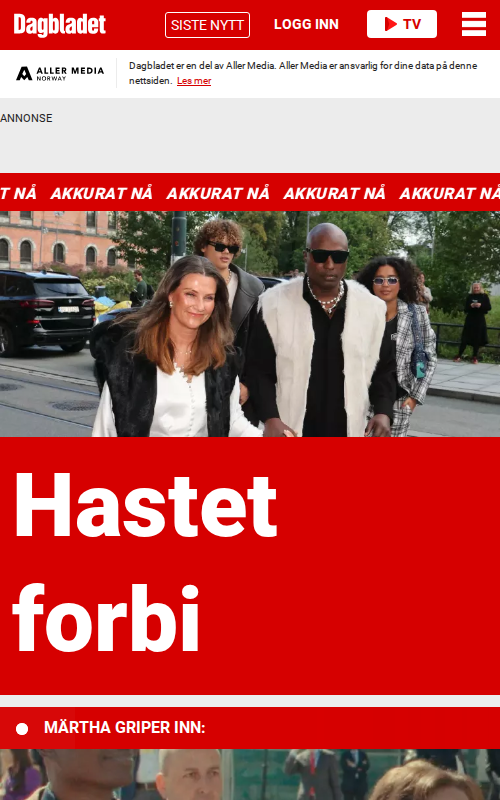 Dagbladet
SISTE NYTT
LOGG INN
TV
ALLER MEDIA
NORWAY
Dagbladet er en del av Aller Media. Aller Media er ansvarlig for dine data på denne
nettsiden. Les mer
ANNONSE
T NÅ AKKURAT NÅ AKKURAT NÅ AKKURAT NÅ AKKURAT NÅ
Hastet
forbi
MÄRTHA GRIPER INN: